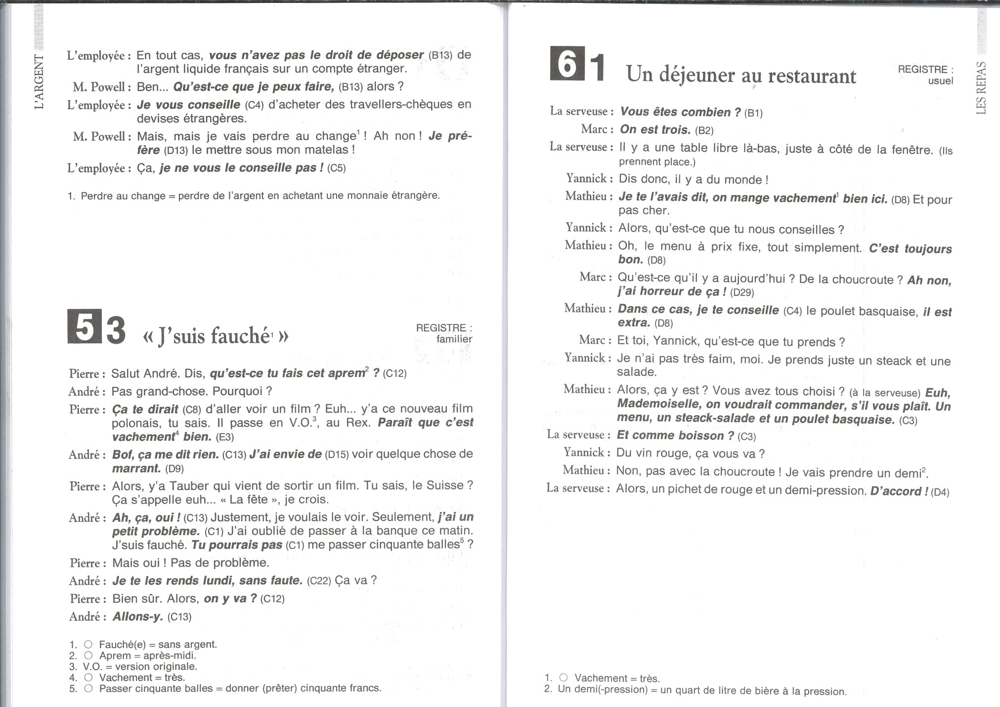 L'ARGENT
L'employée : En tout cas, vous n'avez pas le droit de déposer (B13) de
l'argent liquide français sur un compte étranger.
M. Powell : Ben... Qu'est-ce que je peux faire, (B13) alors ?
L'employée : Je vous conseille (C4) d'acheter des travellers-chèques en
devises étrangères.
M. Powell : Mais, mais je vais perdre au change¹ ! Ah non ! Je pré-
fère (D13) le mettre sous mon matelas !
L'employée : Ça, je ne vous le conseille pas ! (C5)
1. Perdre au change = perdre de l'argent en achetant une monnaie étrangère.
53 « J'suis fauché¹ »
REGISTRE :
familier
Pierre : Salut André. Dis, qu'est-ce tu fais cet aprem² ? (C12)
André : Pas grand-chose. Pourquoi ?
Pierre : Ça te dirait (C8) d'aller voir un film ? Euh... y'a ce nouveau film
polonais, tu sais. Il passe en V.O.³, au Rex. Paraît que c'est
vachement⁴ bien. (E3)
André : Bof, ça me dit rien. (C13) J'ai envie de (D15) voir quelque chose de
marrant. (D9)
Pierre : Alors, y'a Tauber qui vient de sortir un film. Tu sais, le Suisse ?
Ça s'appelle euh... « La fête », je crois.
André : Ah, ça, oui ! (C13) Justement, je voulais le voir. Seulement, j'ai un
petit problème. (C1) J'ai oublié de passer à la banque ce matin.
J'suis fauché. Tu pourrais pas (C1) me passer cinquante balles⁵ ?
Pierre : Mais oui ! Pas de problème.
André : Je te les rends lundi, sans faute. (C22) Ça va ?
Pierre : Bien sûr. Alors, on y va ? (C12)
André : Allons-y. (C13)
1. ○ Fauché(e) = sans argent.
2. ○ Aprem = après-midi.
3. V.O. = version originale.
4. ○ Vachement = très.
5. ○ Passer cinquante balles = donner (prêter) cinquante francs.
LES REPAS
61 Un déjeuner au restaurant
REGISTRE :
usuel
La serveuse : Vous êtes combien ? (B1)
Marc : On est trois. (B2)
La serveuse : Il y a une table libre là-bas, juste à côté de la fenêtre. (Ils
prennent place.)
Yannick : Dis donc, il y a du monde !
Mathieu : Je te l'avais dit, on mange vachement¹ bien ici. (D8) Et pour
pas cher.
Yannick : Alors, qu'est-ce que tu nous conseilles ?
Mathieu : Oh, le menu à prix fixe, tout simplement. C'est toujours
bon. (D8)
Marc : Qu'est-ce qu'il y a aujourd'hui ? De la choucroute ? Ah non,
j'ai horreur de ça ! (D29)
Mathieu : Dans ce cas, je te conseille (C4) le poulet basquaise, il est
extra. (D8)
Marc : Et toi, Yannick, qu'est-ce que tu prends ?
Yannick : Je n'ai pas très faim, moi. Je prends juste un steack et une
salade.
Mathieu : Alors, ça y est ? Vous avez tous choisi ? (à la serveuse) Euh,
Mademoiselle, on voudrait commander, s'il vous plaît. Un
menu, un steack-salade et un poulet basquaise. (C3)
La serveuse : Et comme boisson ? (C3)
Yannick : Du vin rouge, ça vous va ?
Mathieu : Non, pas avec la choucroute ! Je vais prendre un demi².
La serveuse : Alors, un pichet de rouge et un demi-pression. D'accord ! (D4)
1. ○ Vachement = très.
2. Un demi(-pression) = un quart de litre de bière à la pression.